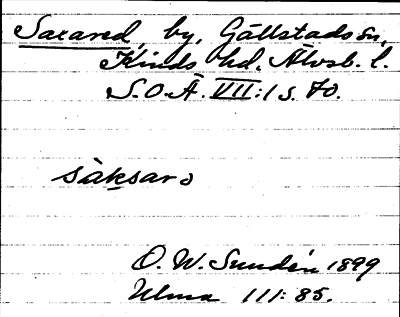 Saxared, by, Gällstads sn,
Kinds hd. Älvsb. l.
S.O.Ä. VII:1 s. 70.
sàksarə
O. W. Sundén 1899
Ulma 111:85.